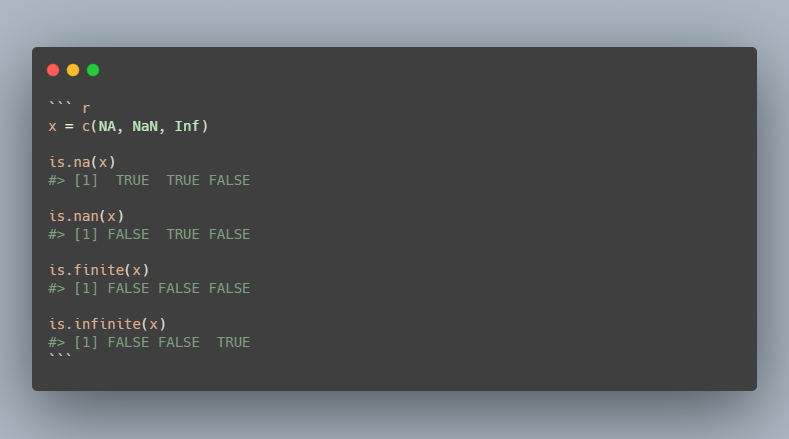 ``` r
x = c(NA, NaN, Inf)
is.na(x)
#> [1]  TRUE  TRUE FALSE
is.nan(x)
#> [1] FALSE  TRUE FALSE
is.finite(x)
#> [1] FALSE FALSE FALSE
is.infinite(x)
#> [1] FALSE FALSE  TRUE
```